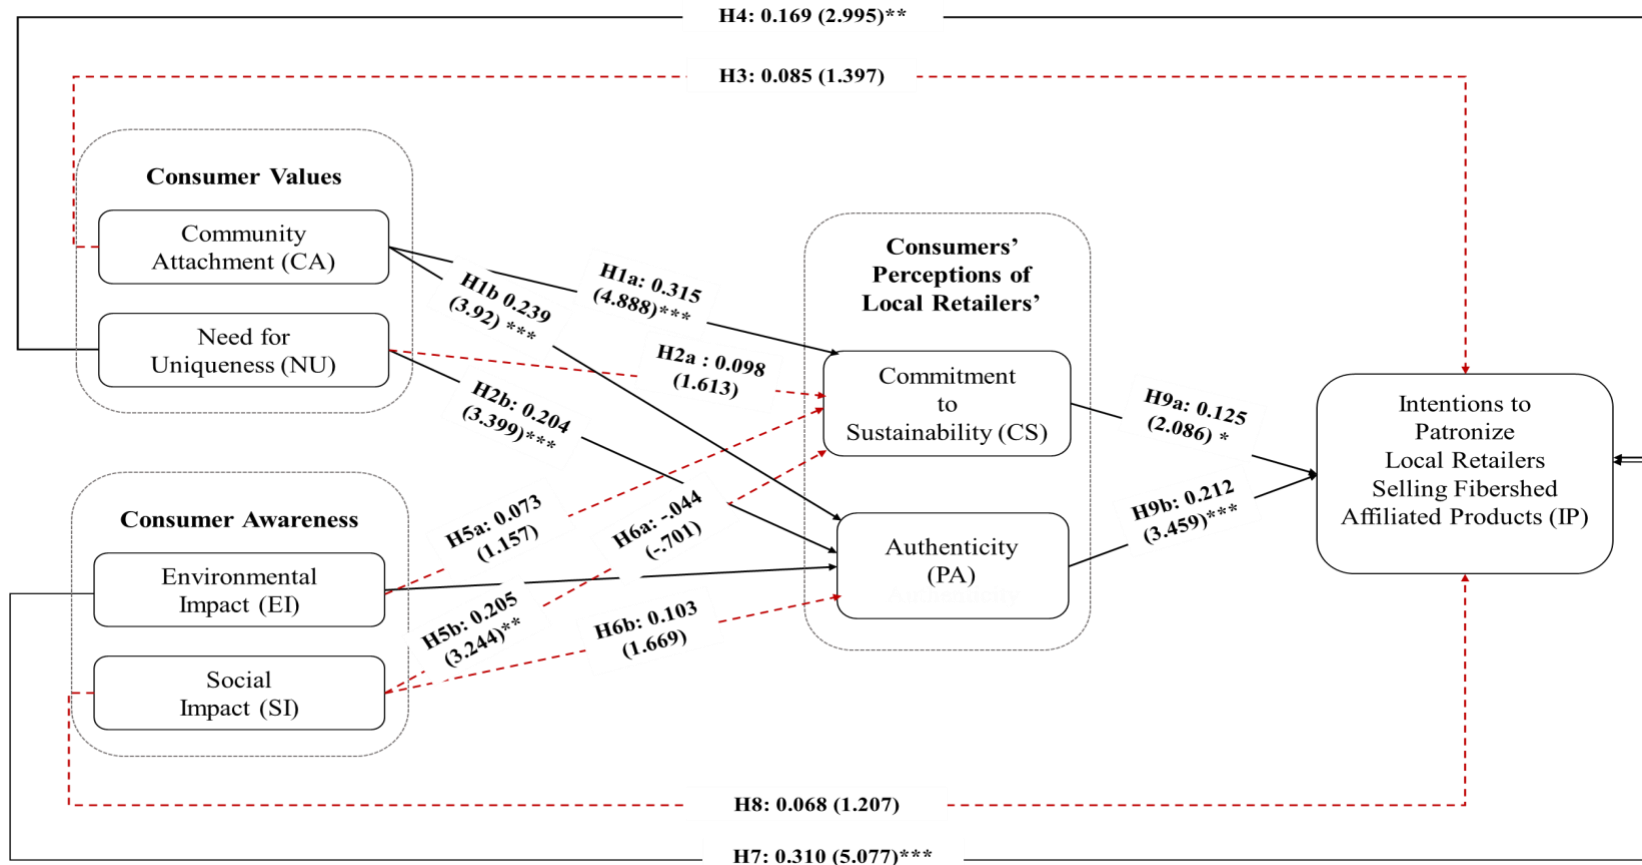 H4: 0.169 (2.995)**
H3: 0.085 (1.397)
Consumer Values
Community
Attachment (CA)
Need for
Uniqueness (NU)
H1a: 0.315
(4.888)***
H1b 0.239
(3.92) ***
H2a : 0.098
(1.613)
H2b: 0.204
(3.399)***
Consumers’
Perceptions of
Local Retailers’
Commitment
to
Sustainability (CS)
Authenticity
(PA)
H9a: 0.125
(2.086) *
H9b: 0.212
(3.459)***
Intentions to
Patronize
Local Retailers
Selling Fibershed
Affiliated Products (IP)
Consumer Awareness
Environmental
Impact (EI)
Social
Impact (SI)
H5a: 0.073
(1.157)
H6a: -.044
(-.701)
H5b: 0.205
(3.244)**
H6b: 0.103
(1.669)
H8: 0.068 (1.207)
H7: 0.310 (5.077)***